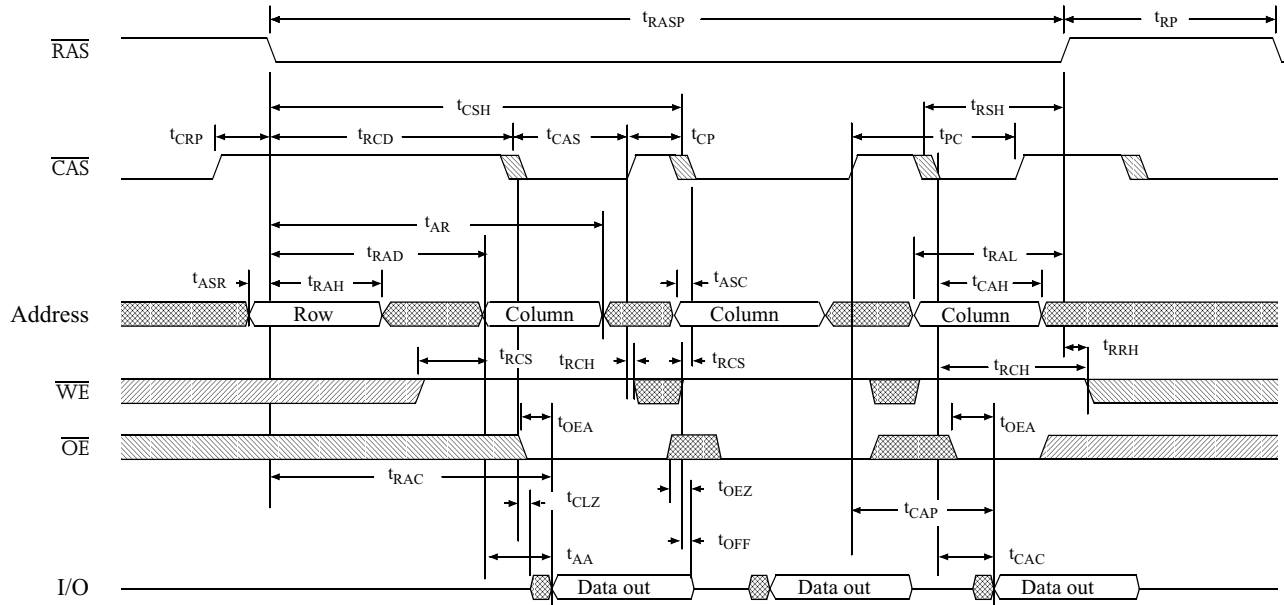 tRASP tRP
RAS
tCSH tRSH
tCRP tRCD tCAS tCP tPC
CAS
tAR
tRAD tRAL
tASR tRAH tASC tCAH
Address Row Column Column Column
tRCS tRCH tRCS tRCH tRRH
WE
tOEA tOEA
OE
tRAC tCLZ tOEZ tCAP
tAA tOFF tCAC
I/O Data out Data out Data out